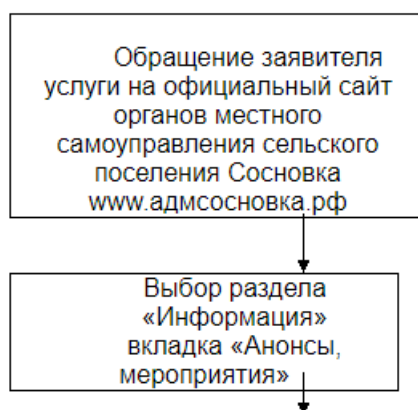 Обращение заявителя
услуги на официальный сайт
органов местного
самоуправления сельского
поселения Сосновка
www.адмсосновка.рф
Выбор раздела
«Информация»
вкладка «Анонсы,
мероприятия»